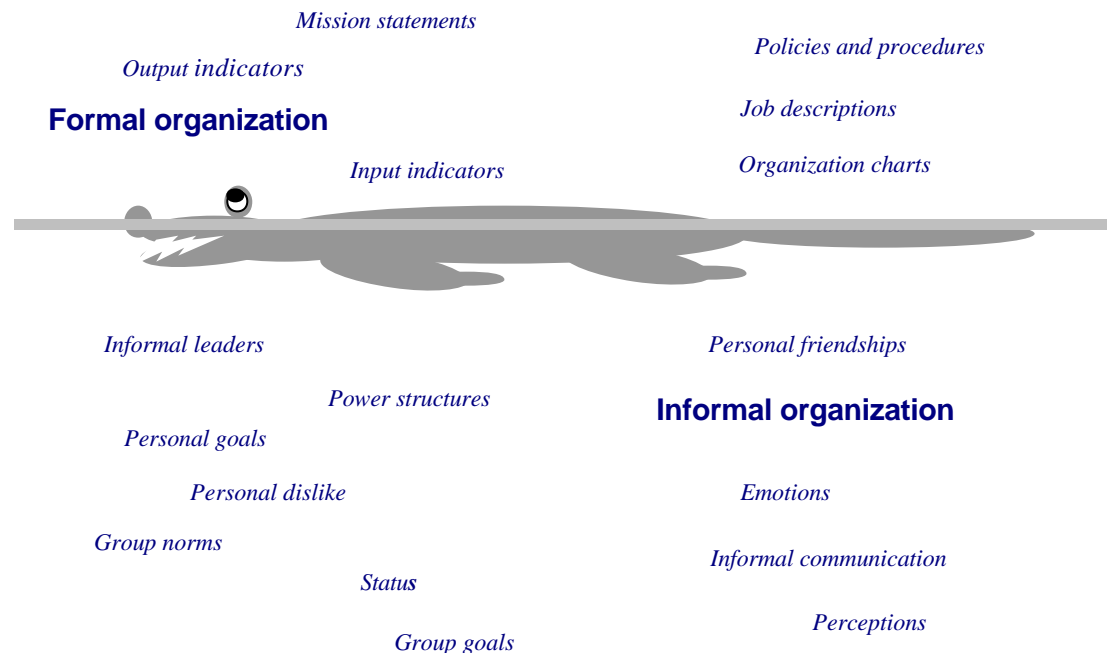 Mission statements
Policies and procedures
Output indicators
Job descriptions
Formal organization
Input indicators
Organization charts
Informal leaders
Personal friendships
Power structures
Informal organization
Personal goals
Personal dislike
Emotions
Group norms
Informal communication
Status
Perceptions
Group goals